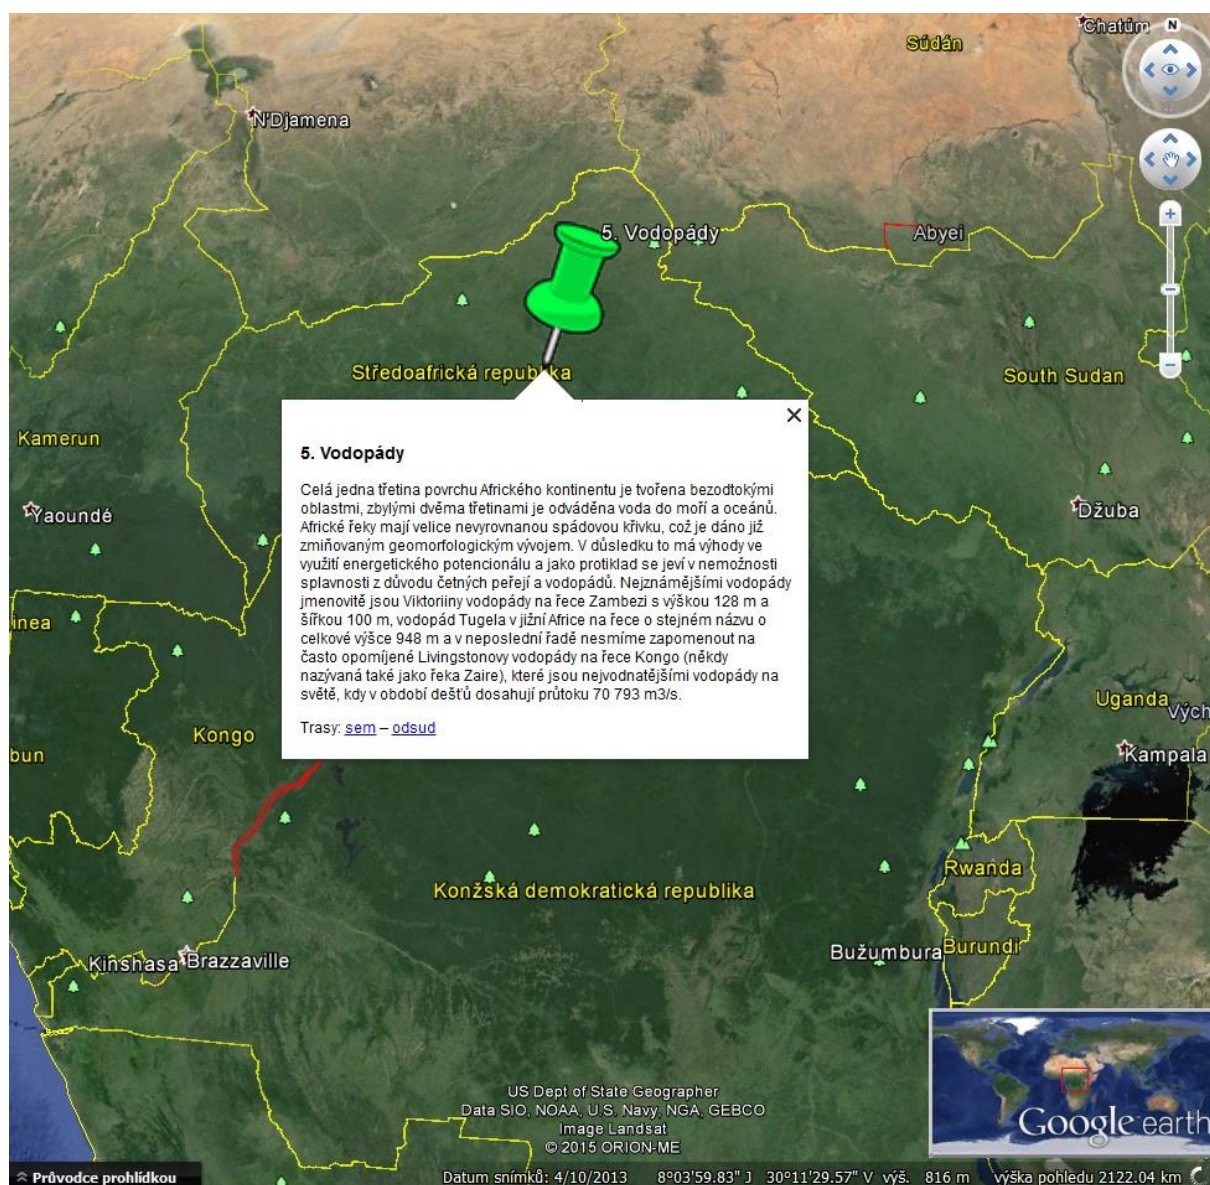 Chatúm
N
Súdán
N'Djamena
5. Vodopády
Abyei
Středoafrická republika
South Sudan
Kamerun
5. Vodopády
Celá jedna třetina povrchu Afrického kontinentu je tvořena bezodtokými
oblastmi, zbylými dvěma třetinami je odváděna voda do moří a oceánů.
Africké řeky mají velice nevyrovnanou spádovou křivku, což je dáno již
zmiňovaným geomorfologickým vývojem. V důsledku to má výhody ve
využití energetického potencionálu a jako protiklad se jeví v nemožnosti
splavnosti z důvodu četných peřejí a vodopádů. Nejznámějšími vodopády
jmenovitě jsou Viktoriiny vodopády na řece Zambezi s výškou 128 m a
šířkou 100 m, vodopád Tugela v jižní Africe na řece o stejném názvu o
celkové výšce 948 m a v neposlední řadě nesmíme zapomenout na
často opomíjené Livingstonovy vodopády na řece Kongo (někdy
nazývaná také jako řeka Zaire), které jsou nejvodnatějšími vodopády na
světě, kdy v období dešťů dosahují průtoku 70 793 m3/s.
Trasy: sem – odsud
Yaoundé
Džuba
inea
Uganda
Vých
Kongo
bun
Kampala
Rwanda
Konžská demokratická republika
Kinshasa
Brazzaville
Bužumbura
Burundi
US Dept of State Geographer
Data SIO, NOAA, U.S. Navy, NGA, GEBCO
Image Landsat
© 2015 ORION-ME
Google earth
Průvodce prohlídkou
Datum snímků: 4/10/2013 8°03'59.83" J 30°11'29.57" V výš. 816 m výška pohledu 2122.04 km